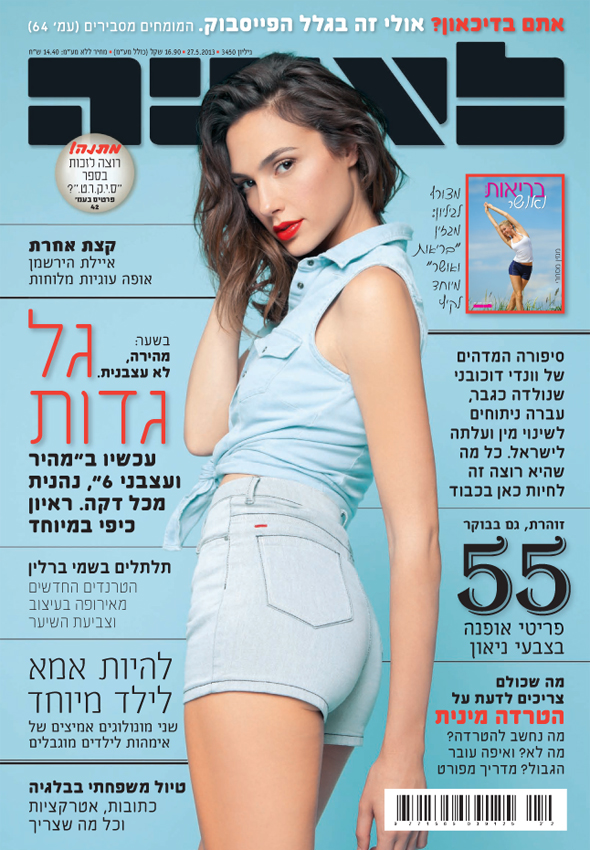 אתם בדיכאון? אולי זה בגלל הפייסבוק. המומחים מסבירים (עמ' 64)
גיליון 3450 • 27.5.2013 • 16.90 שקל (כולל מע"מ) • מחיר ללא מע"מ: 14.40 ש"ח
לאשה
מתנה!
רוצה לזכות
בספר
"ס.י.ק.ר.ט."?
פרטים בעמ'
42
בריאות
ואושר
מצורף
לגיליון:
מגזין
"בריאות
ואושר"
מיוחד
לקיץ
קצת אחרת
איילת הירשמן
אופה עוגיות מלוחות
בשער:
מהירה,
לא עצבנית.
גל
גדות
עכשיו ב"מהיר
ועצבני 6", נהנית
מכל דקה. ראיון
כיפי במיוחד
תלתלים בשמי ברלין
הטרנדים החדשים
מאירופה בעיצוב
וצביעת השיער
להיות אמא
לילד מיוחד
שני מונולוגים אמיצים של
אימהות לילדים מוגבלים
טיול משפחתי בבלגיה
כתובות, אטרקציות
וכל מה שצריך
סיפורה המדהים
של וונדי דוכובני
שנולדה כגבר,
עברה ניתוחים
לשינוי מין ועלתה
לישראל. כל מה
שהיא רוצה זה
לחיות כאן בכבוד
זוהרת, גם בבוקר
55
פריטי אופנה
בצבעי ניאון
מה שכולם
צריכים לדעת על
הטרדה מינית
מה נחשב להטרדה?
מה לא? ואיפה עובר
הגבול? מדריך מפורט